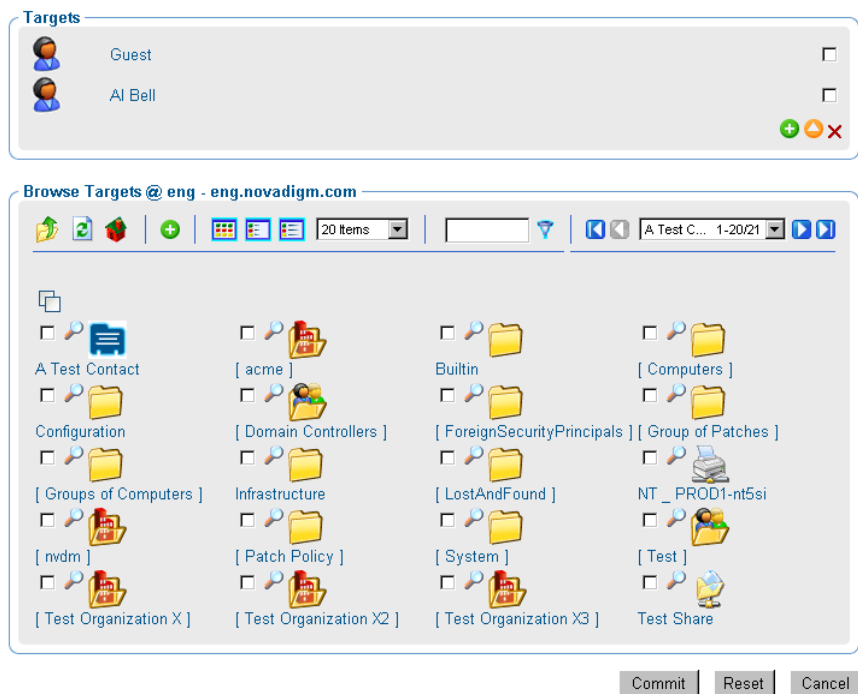 Targets
Guest
Al Bell
Browse Targets @ eng - eng.novadigm.com
20 Items
A Test C... 1-20/21
A Test Contact [ acme ] Builtin [ Computers ]
Configuration [ Domain Controllers ] [ ForeignSecurityPrincipals ] [ Group of Patches ]
[ Groups of Computers ] Infrastructure [ LostAndFound ] NT _ PROD1-nt5si
[ nvdm ] [ Patch Policy ] [ System ] [ Test ]
[ Test Organization X ] [ Test Organization X2 ] [ Test Organization X3 ] Test Share
Commit Reset Cancel